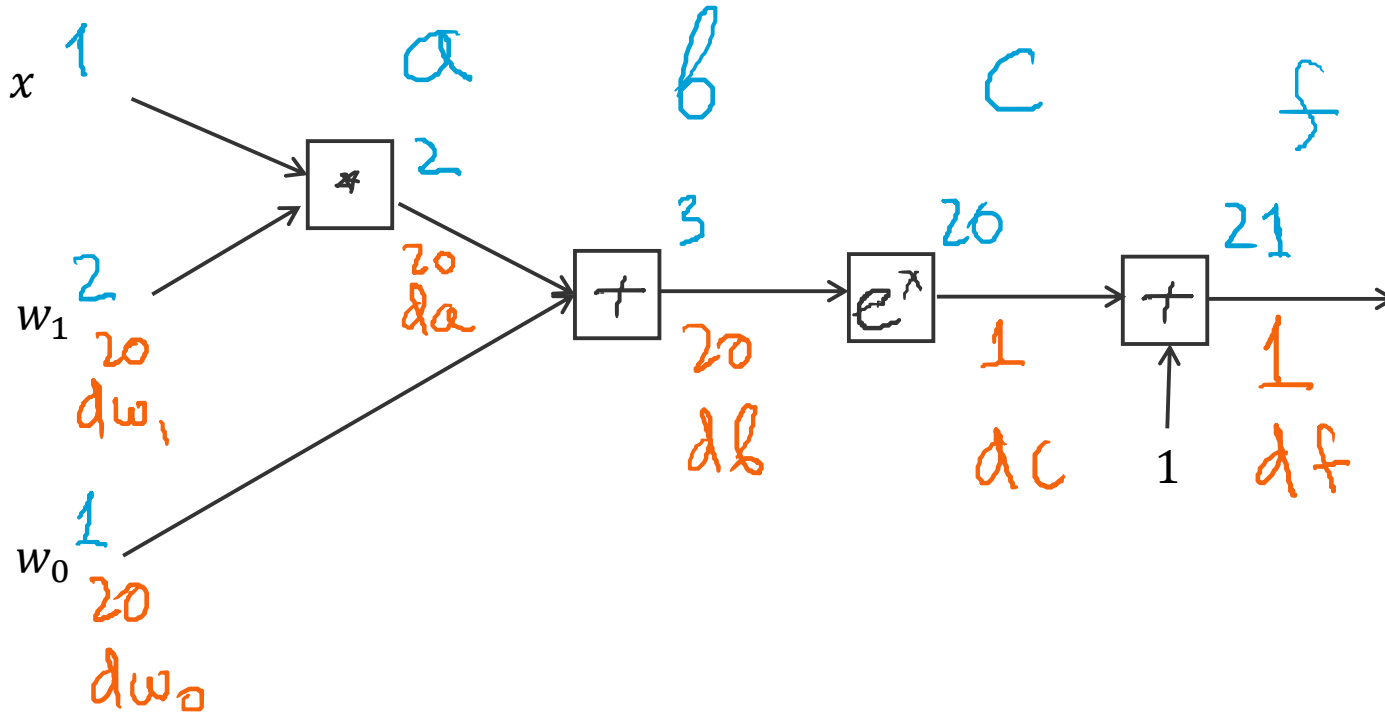 x 1 a b c f
* 2
3 20 21
w₁ 2 20 da + eˣ +
20 dw₁ 20 db 1 dc 1 1 df
w₀ 1
20
dw₀